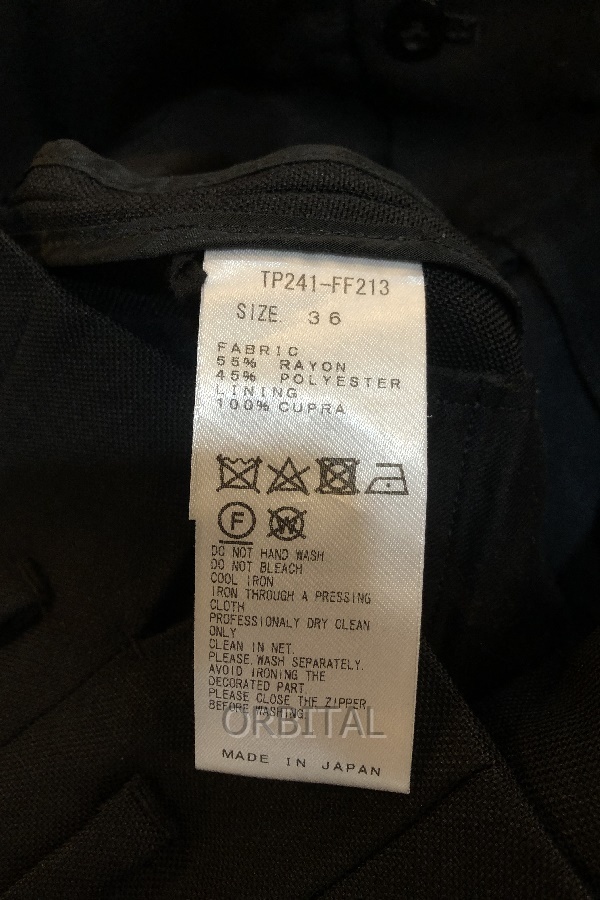 TP241-FF213
SIZE. 36
FABRIC
55% RAYON
45% POLYESTER
LINING
100% CUPRA
F W
DO NOT HAND WASH
DO NOT BLEACH
COOL IRON
IRON THROUGH A PRESSING
CLOTH
PROFESSIONALY DRY CLEAN
ONLY
CLEAN IN NET.
PLEASE WASH SEPARATELY.
AVOID IRONING THE
DECORATED PART.
PLEASE CLOSE THE ZIPPER
BEFORE WASHING.
ORBITAL
MADE IN JAPAN